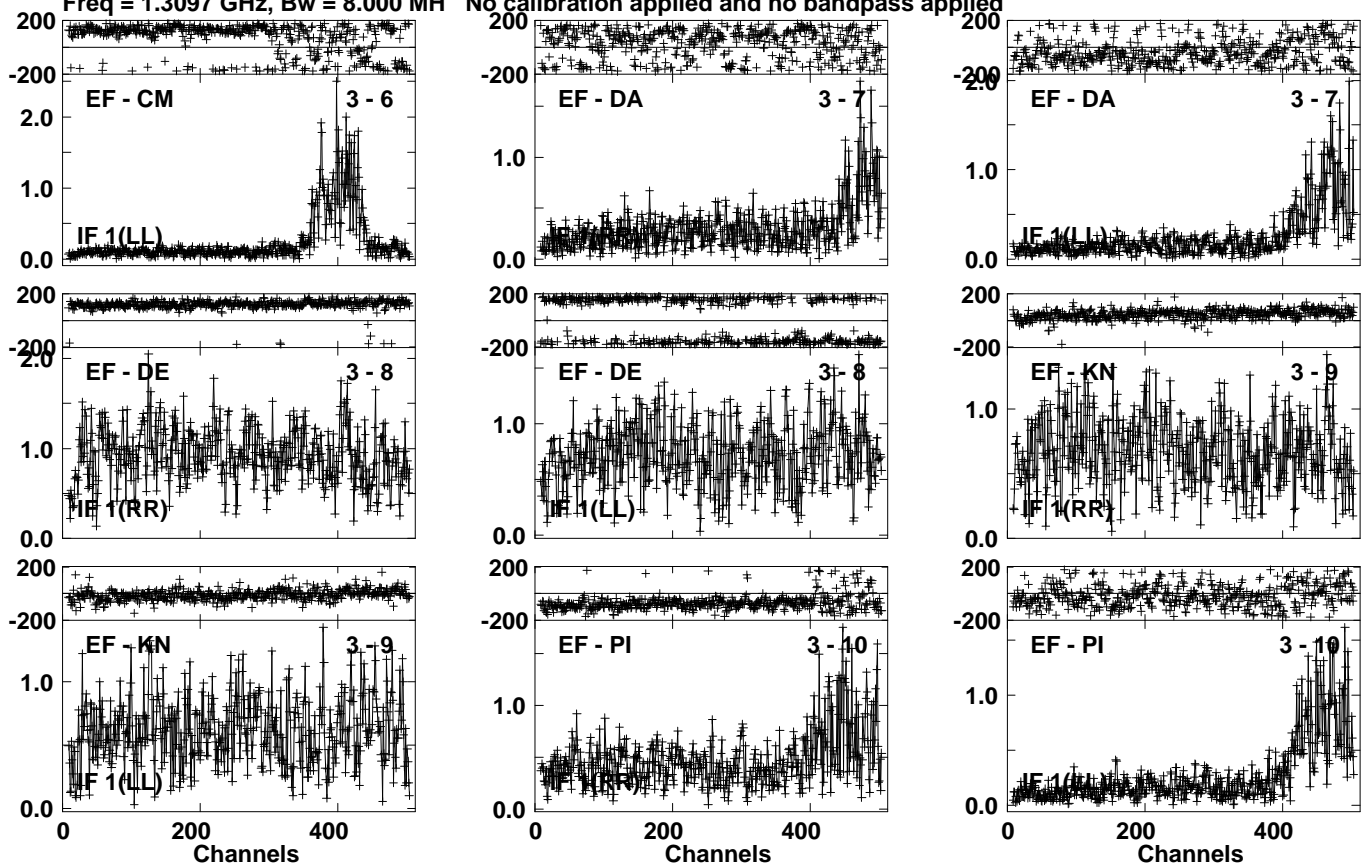 Freq = 1.3097 GHz, Bw = 8.000 MH No calibration applied and no bandpass applied
200
-200
EF - CM 3 - 6
2.0
1.0
IF 1(LL)
0.0
200
-200
EF - DA 3 - 7
1.0
0.0
200
-200
2.0
EF - DA 3 - 7
1.0
IF 1(LL)
0.0
200
-200
2.0
EF - DE 3 - 8
1.0
IF 1(RR)
0.0
200
-200
EF - DE 3 - 8
1.0
IF 1(LL)
0.0
200
-200
EF - KN 3 - 9
1.0
IF 1(RR)
0.0
200
-200
EF - KN 3 - 9
1.0
IF 1(LL)
0.0
0 200 400
Channels
200
-200
EF - PI 3 - 10
1.0
IF 1(RR)
0.0
0 200 400
Channels
200
-200
EF - PI 3 - 10
1.0
IF 1(LL)
0.0
0 200 400
Channels